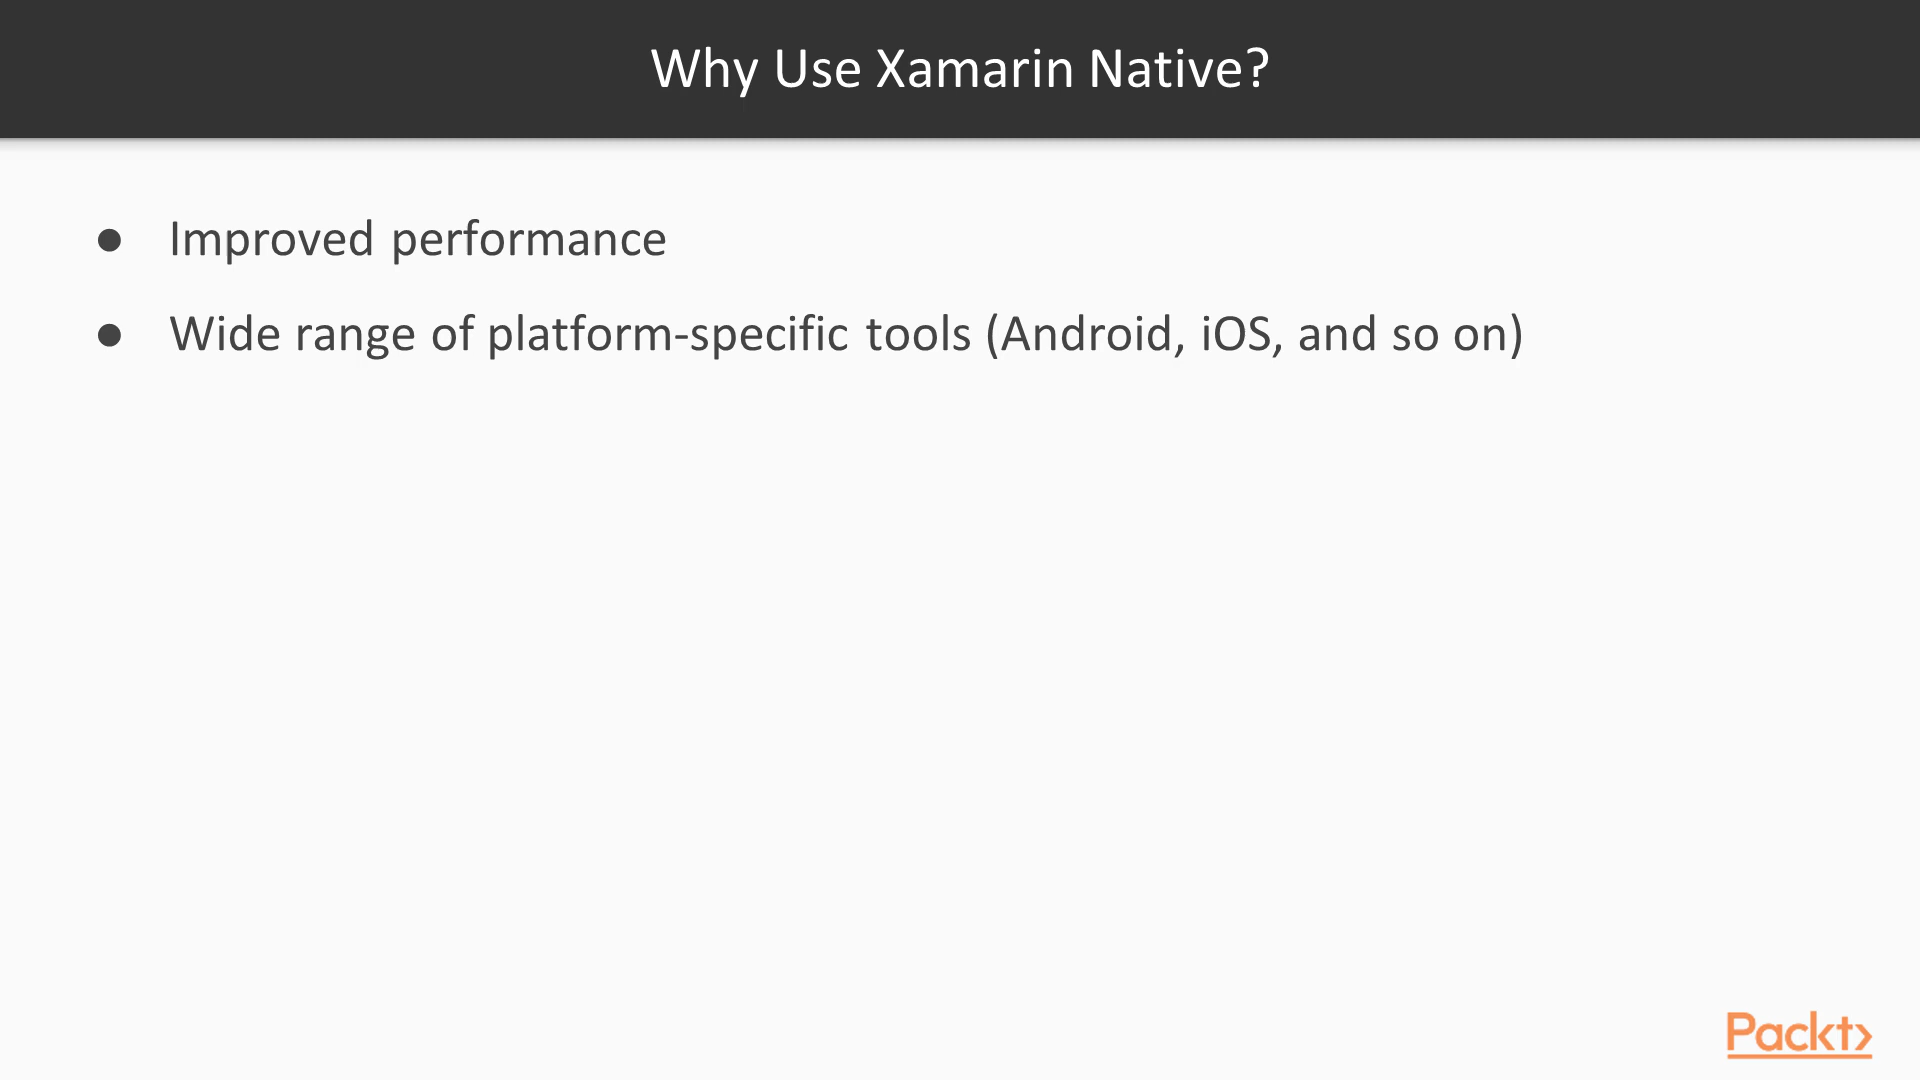 Why Use Xamarin Native?
● Improved performance
● Wide range of platform-specific tools (Android, iOS, and so on)
Packt>